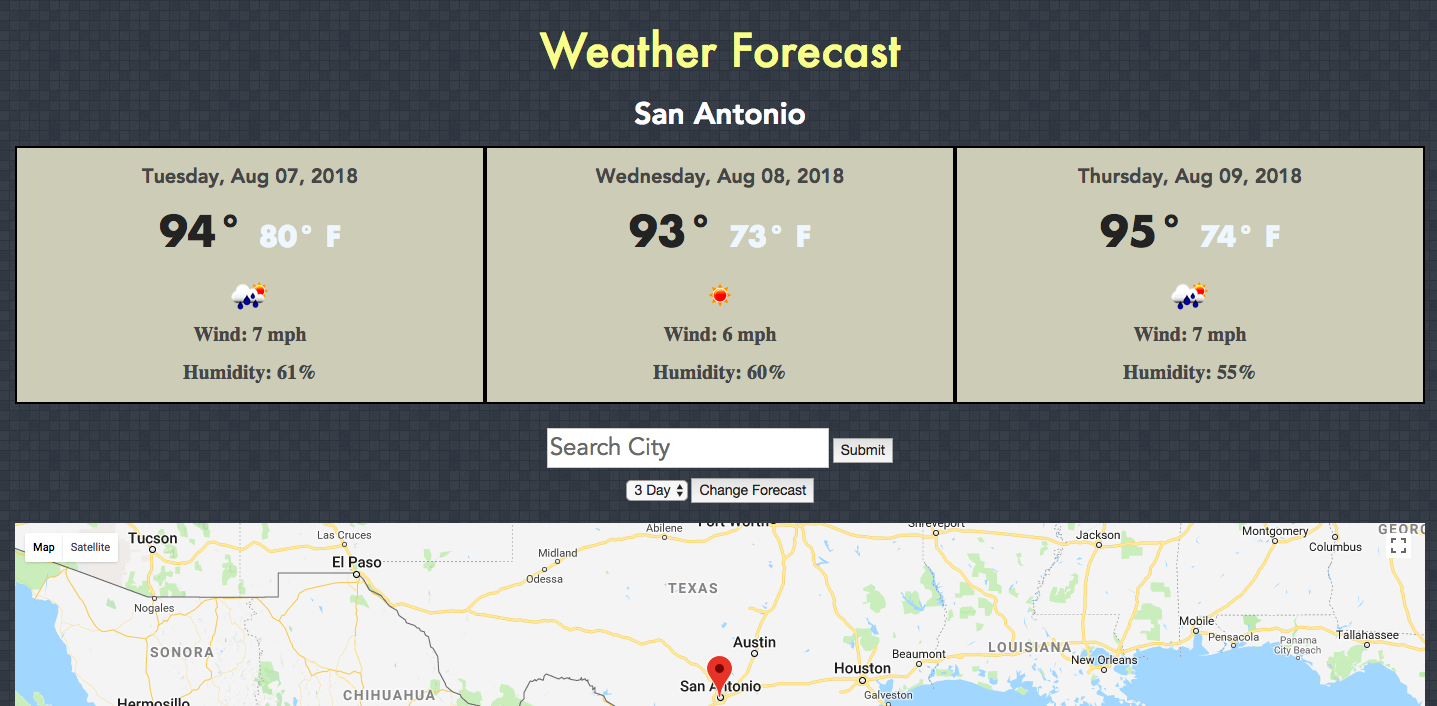 Weather Forecast
San Antonio
Tuesday, Aug 07, 2018
94° 80° F
Wind: 7 mph
Humidity: 61%
Wednesday, Aug 08, 2018
93° 73° F
Wind: 6 mph
Humidity: 60%
Thursday, Aug 09, 2018
95° 74° F
Wind: 7 mph
Humidity: 55%
Search City
Submit
3 Day
Change Forecast
Map
Satellite
Tucson
Las Cruces
El Paso
Nogales
SONORA
CHIHUAHUA
Hermosillo
Abilene
Fort Worth
Midland
Odessa
TEXAS
Austin
San Antonio
Houston
Galveston
Beaumont
Shreveport
LOUISIANA
New Orleans
Jackson
Mobile
Pensacola
Montgomery
Columbus
GEORG
Panama
City Beach
Tallahassee